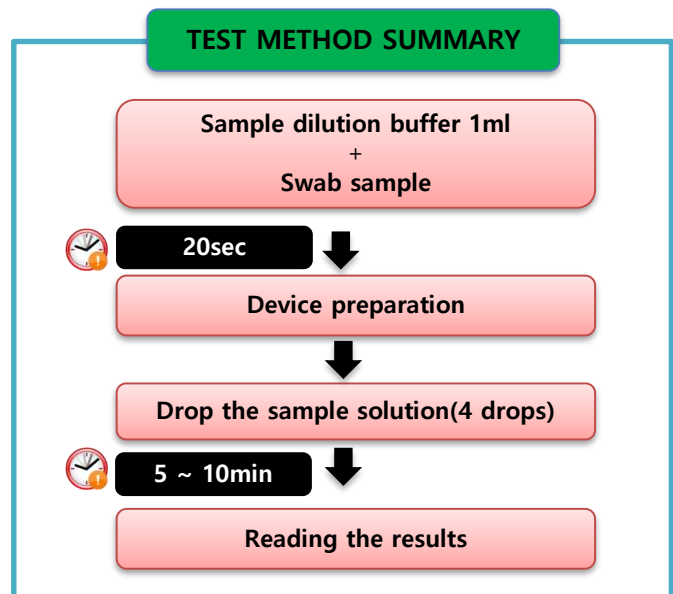 TEST METHOD SUMMARY
Sample dilution buffer 1ml
+
Swab sample
20sec
Device preparation
Drop the sample solution(4 drops)
5 ~ 10min
Reading the results